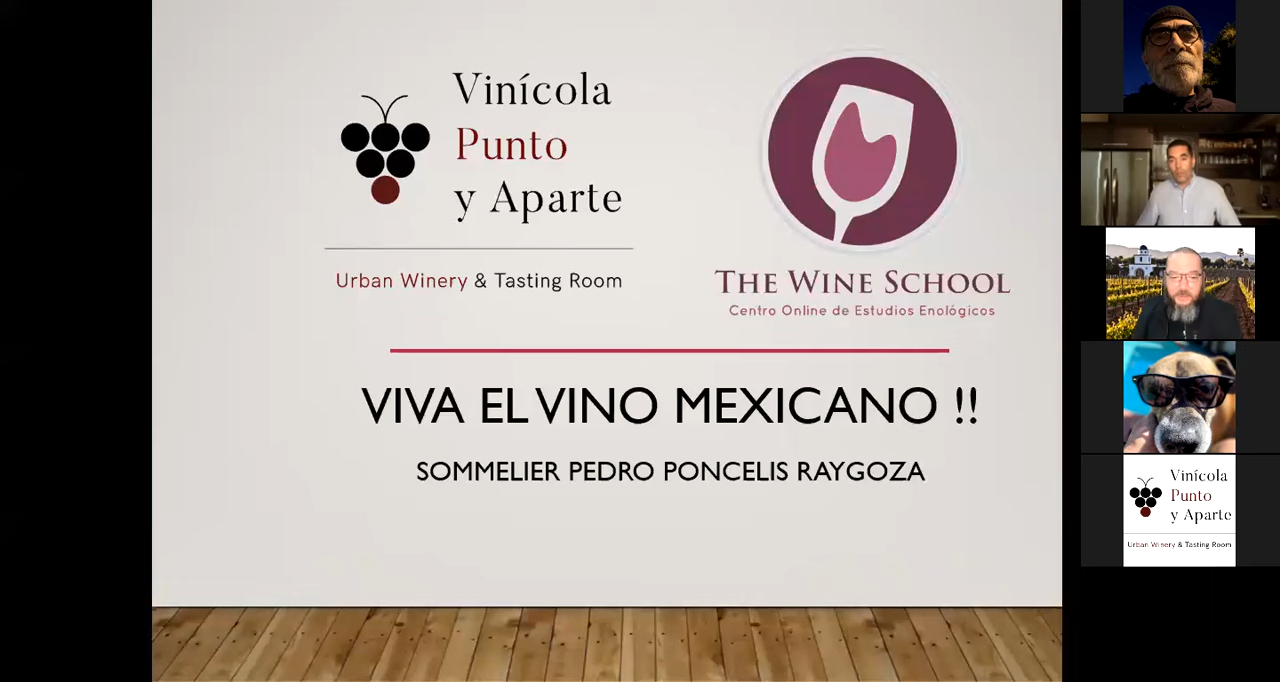 Vinícola
Punto
y Aparte
Urban Winery & Tasting Room
THE WINE SCHOOL
Centro Online de Estudios Enológicos
VIVA EL VINO MEXICANO !!
SOMMELIER PEDRO PONCELIS RAYGOZA
Vinícola
Punto
y Aparte
Urban Winery & Tasting Room